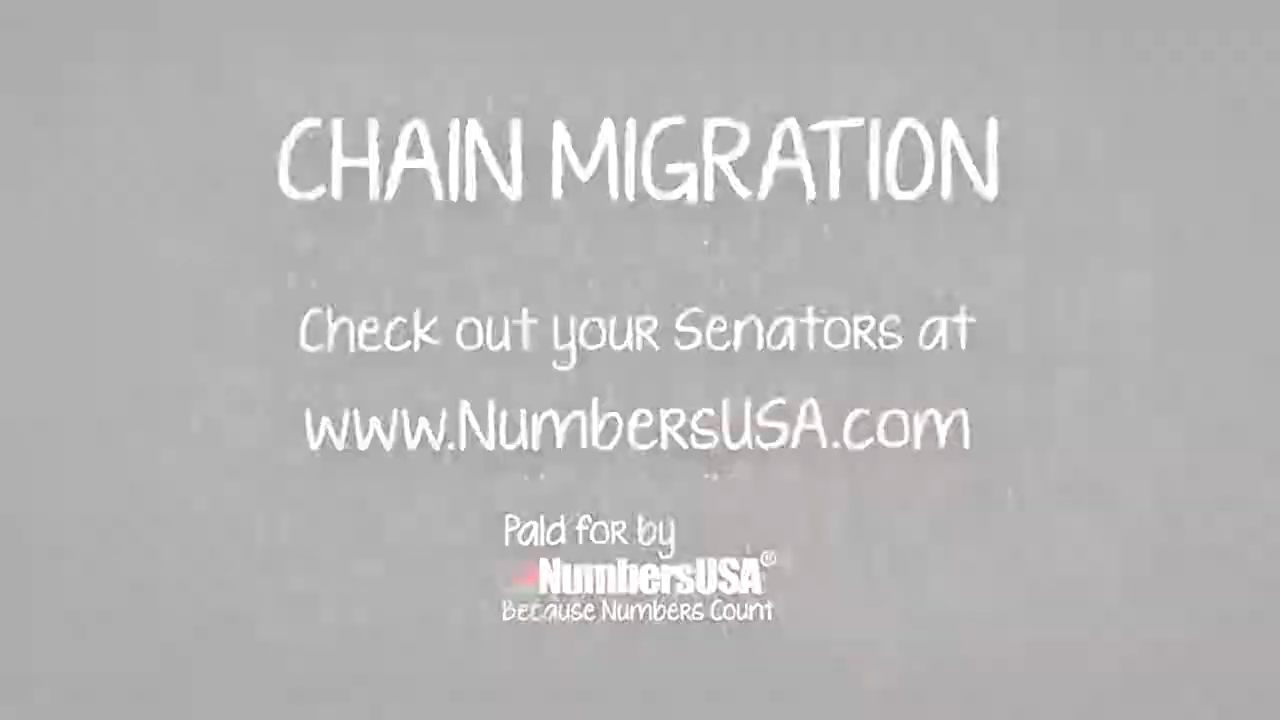 CHAIN MIGRATION
Check out your Senators at
www.NumbersUSA.com
Paid for by
NumbersUSA®
Because Numbers Count